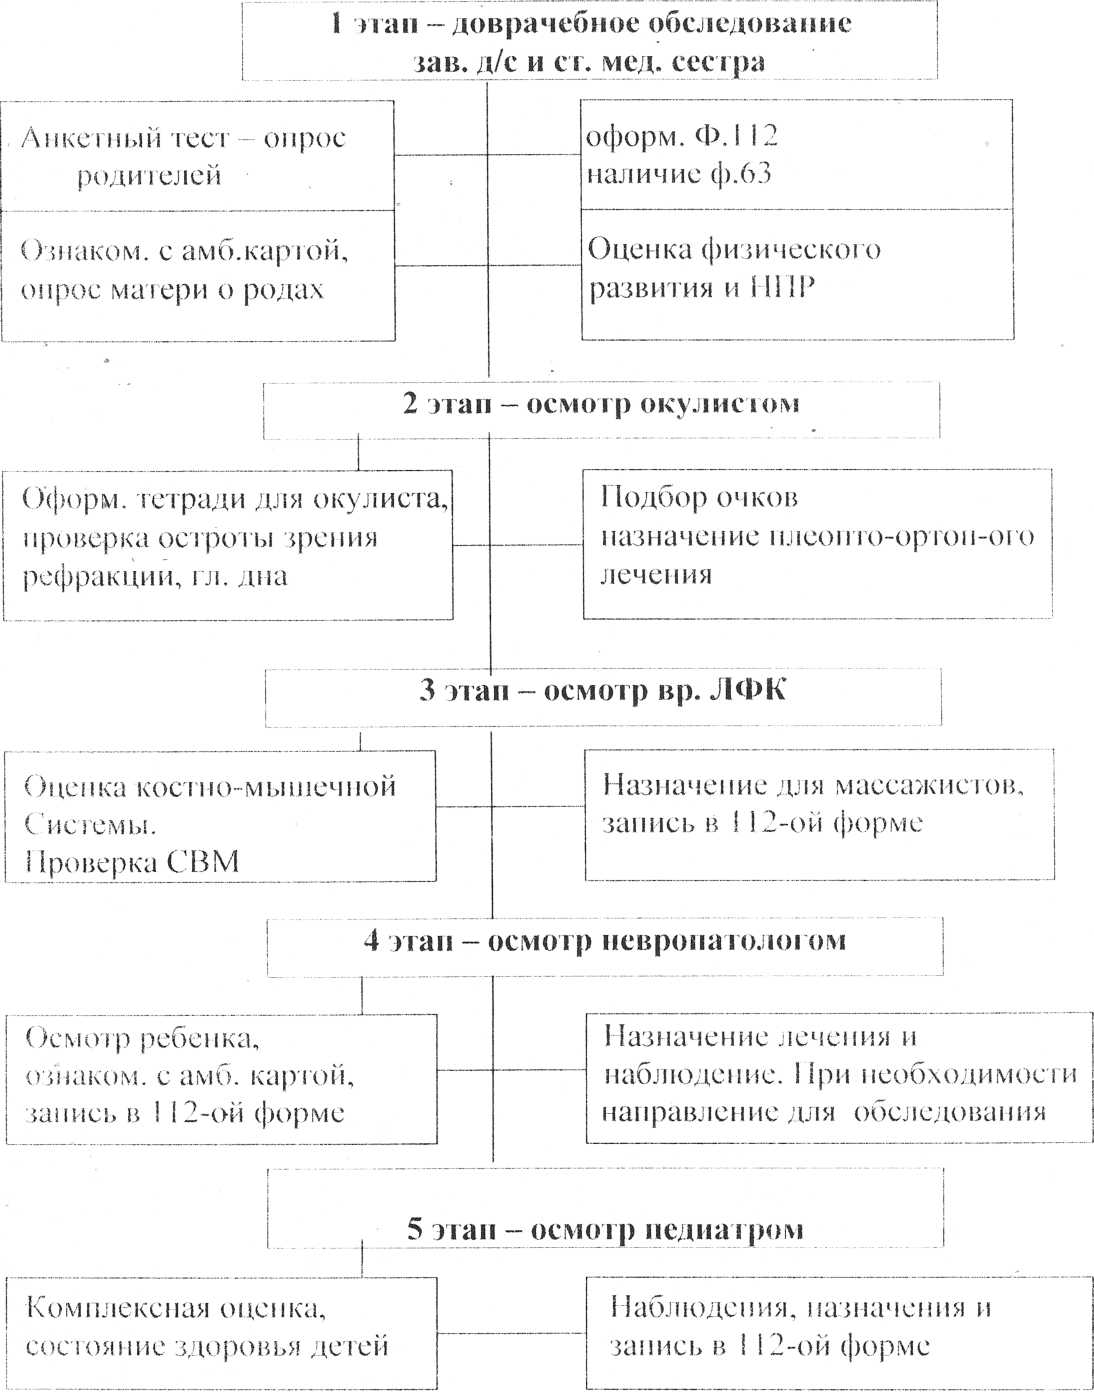 1 этап – доврачебное обследование
зав. д/с и ст. мед. сестра
Анкетный тест – опрос
родителей
оформ. Ф.112
наличие ф.63
Ознаком. с амб.картой,
опрос матери о родах
Оценка физического
развития и НПР
2 этап – осмотр окулистом
Оформ. тетради для окулиста,
проверка остроты зрения
рефракции, гл. дна
Подбор очков
назначение плеопто-ортоп-ого
лечения
3 этап – осмотр вр. ЛФК
Оценка костно-мышечной
Системы.
Проверка СВМ
Назначение для массажистов,
запись в 112-ой форме
4 этап – осмотр невропатологом
Осмотр ребенка,
ознаком. с амб. картой,
запись в 112-ой форме
Назначение лечения и
наблюдение. При необходимости
направление для обследования
5 этап – осмотр педиатром
Комплексная оценка,
состояние здоровья детей
Наблюдения, назначения и
запись в 112-ой форме